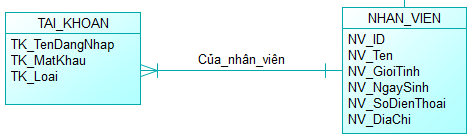 TAI_KHOAN
TK_TenDangNhap
TK_MatKhau
TK_Loai
Của_nhân_viên
NHAN_VIEN
NV_ID
NV_Ten
NV_GioiTinh
NV_NgaySinh
NV_SoDienThoai
NV_DiaChi